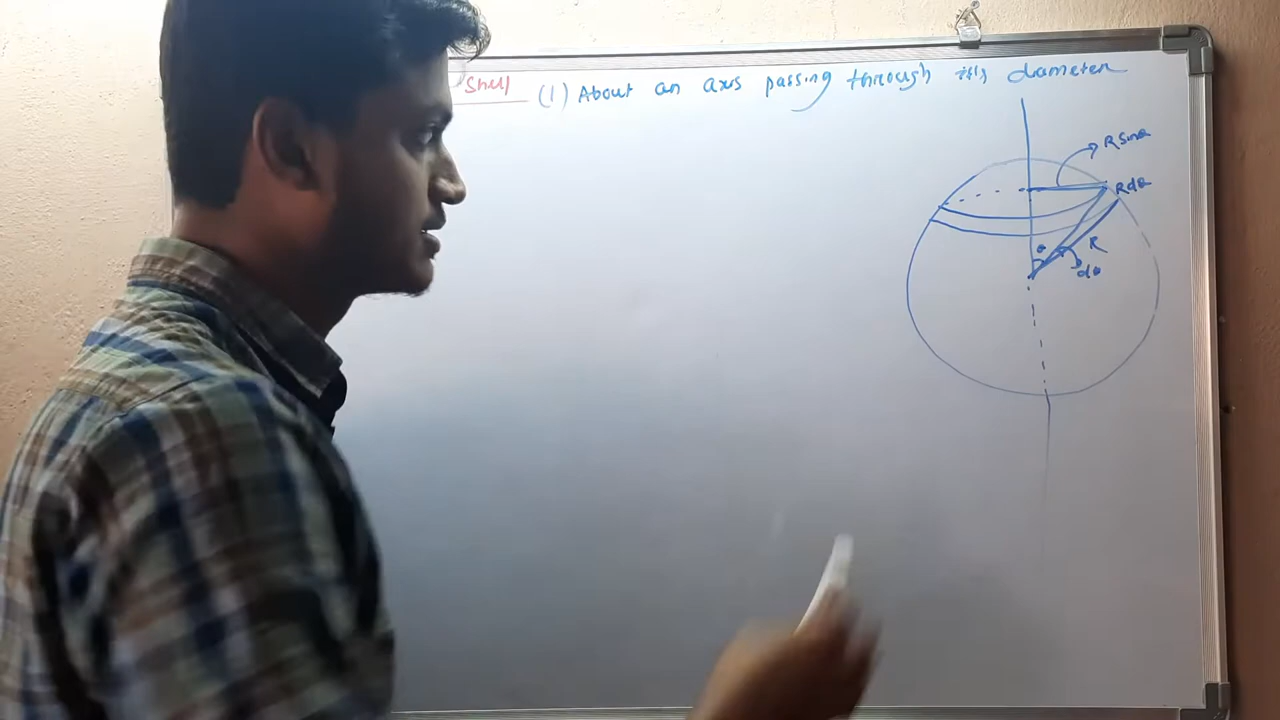 Shell (1) About an axis passing through its diameter
R sinθ
Rdθ
θ
R
dθ